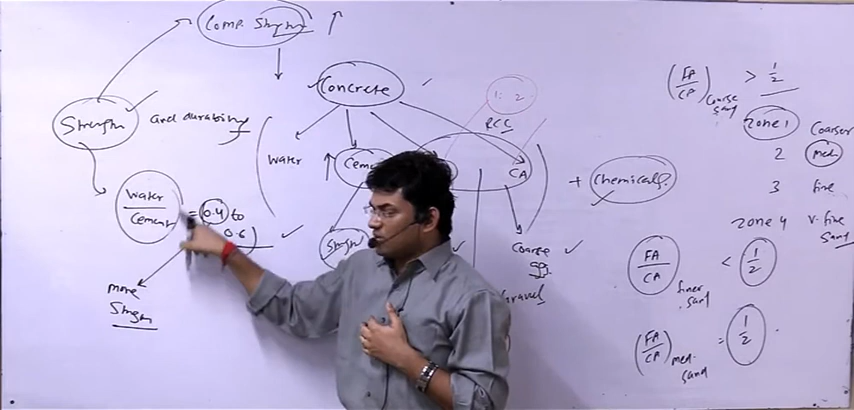 Comp. Strength ↑
Concrete
Strength and durability
Water
Cem
CA
+ Chemicals.
1: 2
RCC
Water
Cement
= 0.4 to
0.6)
more
Strength
Strength
Coarse
agg.
Gravel
(FA/CA) Coarse sand > 1/2
Zone 1 Coarser
2 med
3 fine
Zone 4 v. fine
Sand
FA/CA finer sand < 1/2
(FA/CA) med. sand = 1/2